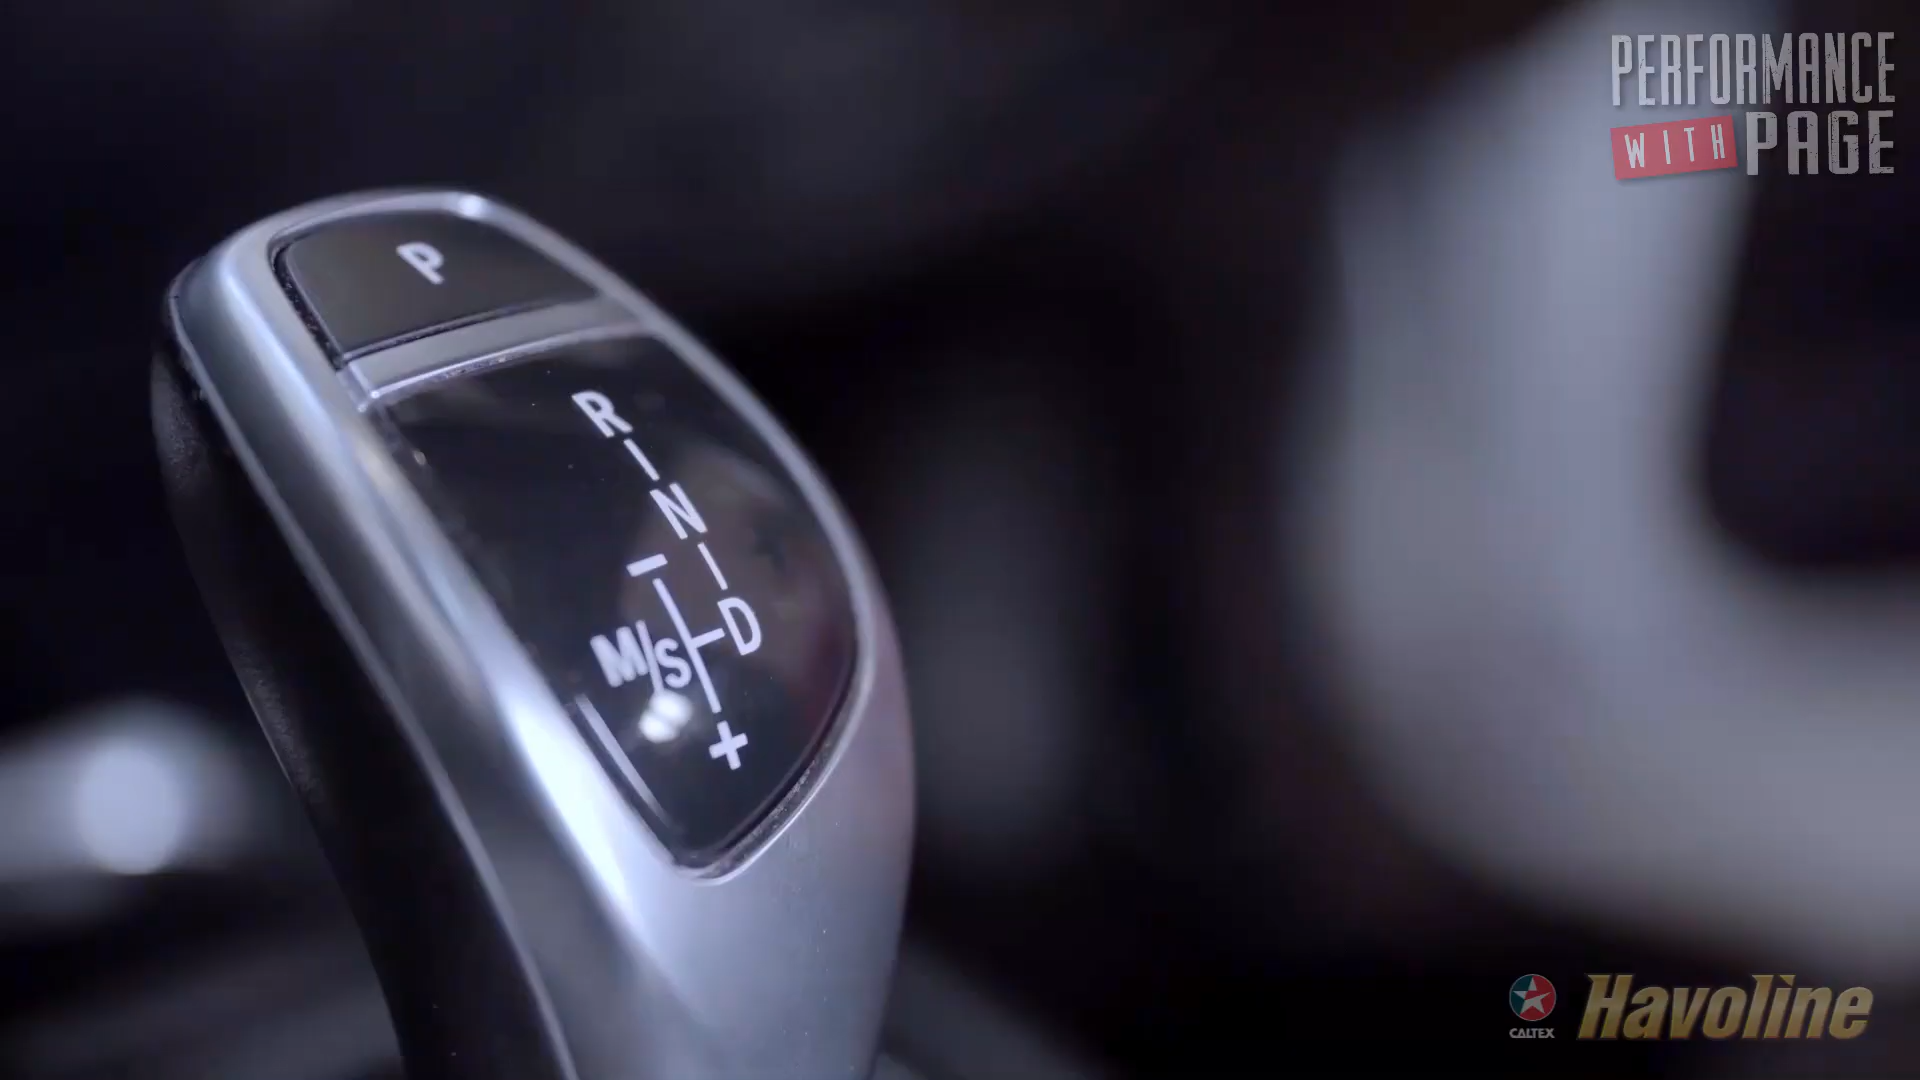 PERFORMANCE
WITH PAGE
P
R
N
D
M/S
+
CALTEX
Havoline